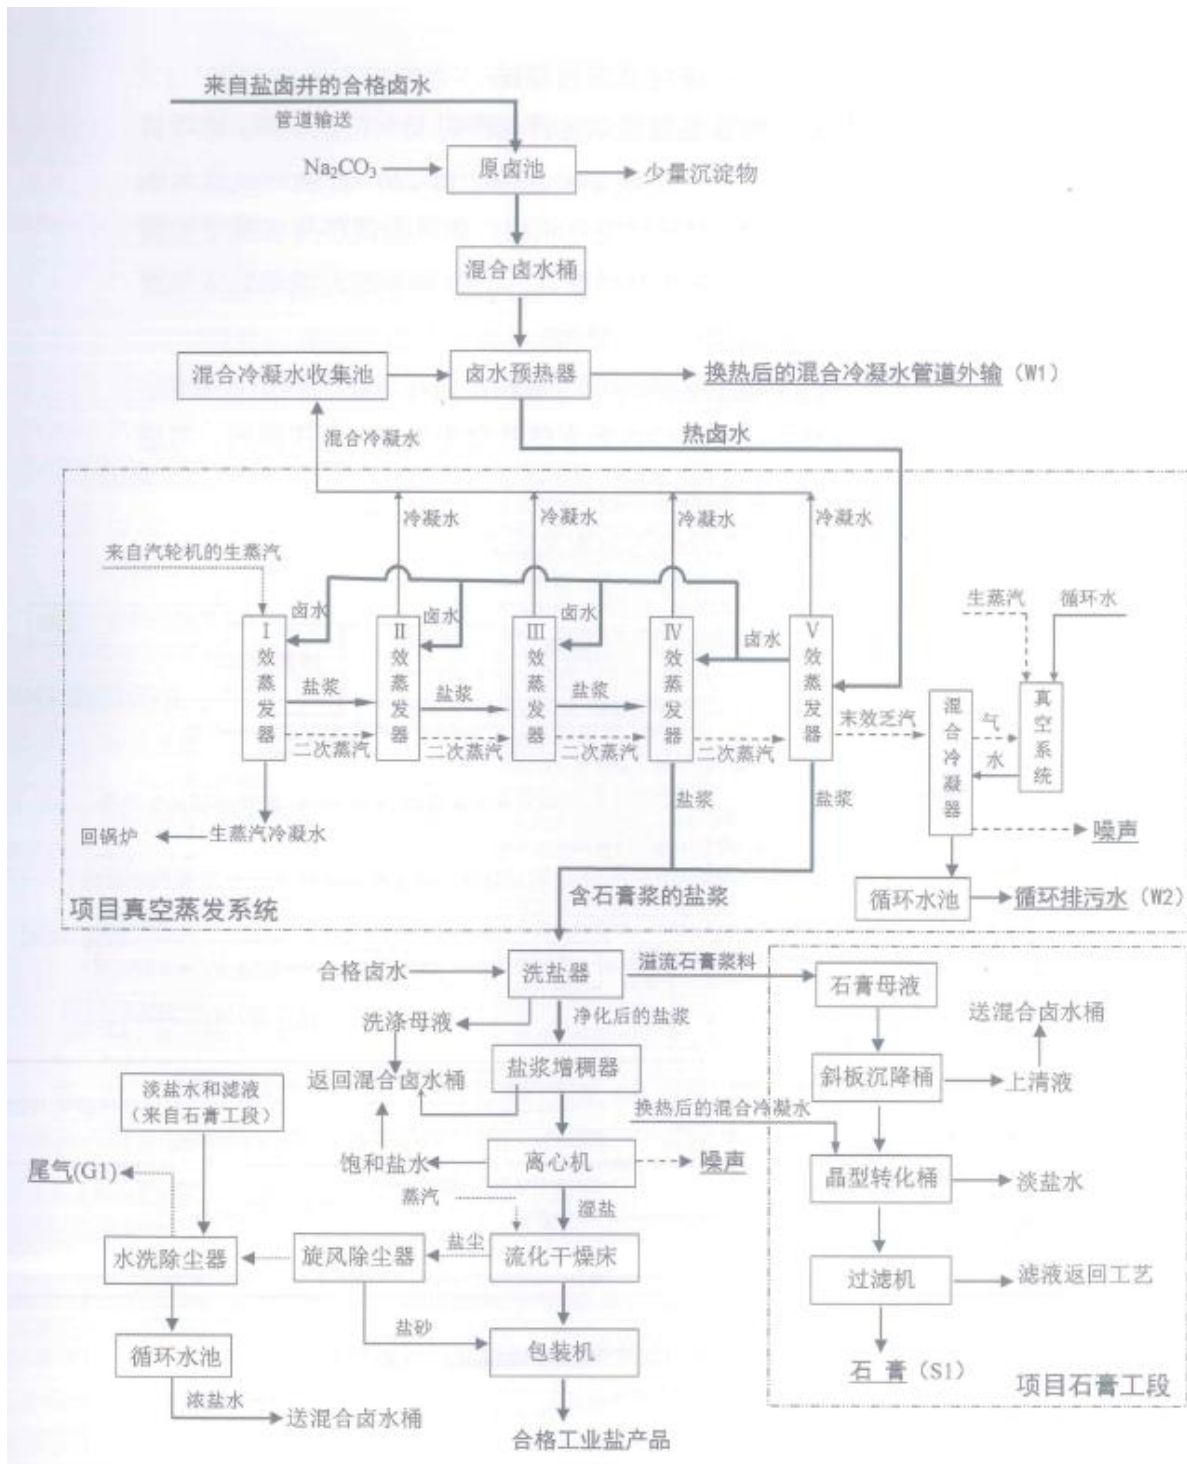 来自盐卤井的合格卤水
管道输送
Na₂CO₃
原卤池
少量沉淀物
混合卤水桶
混合冷凝水收集池
卤水预热器
换热后的混合冷凝水管道外输（W1）
混合冷凝水
热卤水
冷凝水
冷凝水
冷凝水
冷凝水
来自汽轮机的生蒸汽
卤水
卤水
卤水
卤水
生蒸汽
循环水
Ⅰ效蒸发器
Ⅱ效蒸发器
Ⅲ效蒸发器
Ⅳ效蒸发器
Ⅴ效蒸发器
盐浆
盐浆
盐浆
二次蒸汽
二次蒸汽
二次蒸汽
二次蒸汽
末效乏汽
混合冷凝器
气
水
真空系统
盐浆
盐浆
回锅炉
生蒸汽冷凝水
噪声
项目真空蒸发系统
含石膏浆的盐浆
循环水池
循环排污水（W2）
合格卤水
洗盐器
溢流石膏浆料
石膏母液
洗涤母液
净化后的盐浆
送混合卤水桶
返回混合卤水桶
盐浆增稠器
斜板沉降桶
上清液
淡盐水和滤液
（来自石膏工段）
换热后的混合冷凝水
尾气(G1)
饱和盐水
离心机
噪声
晶型转化桶
淡盐水
蒸汽
湿盐
水洗除尘器
旋风除尘器
盐尘
流化干燥床
过滤机
滤液返回工艺
盐砂
循环水池
包装机
石 膏（S1）
项目石膏工段
浓盐水
送混合卤水桶
合格工业盐产品